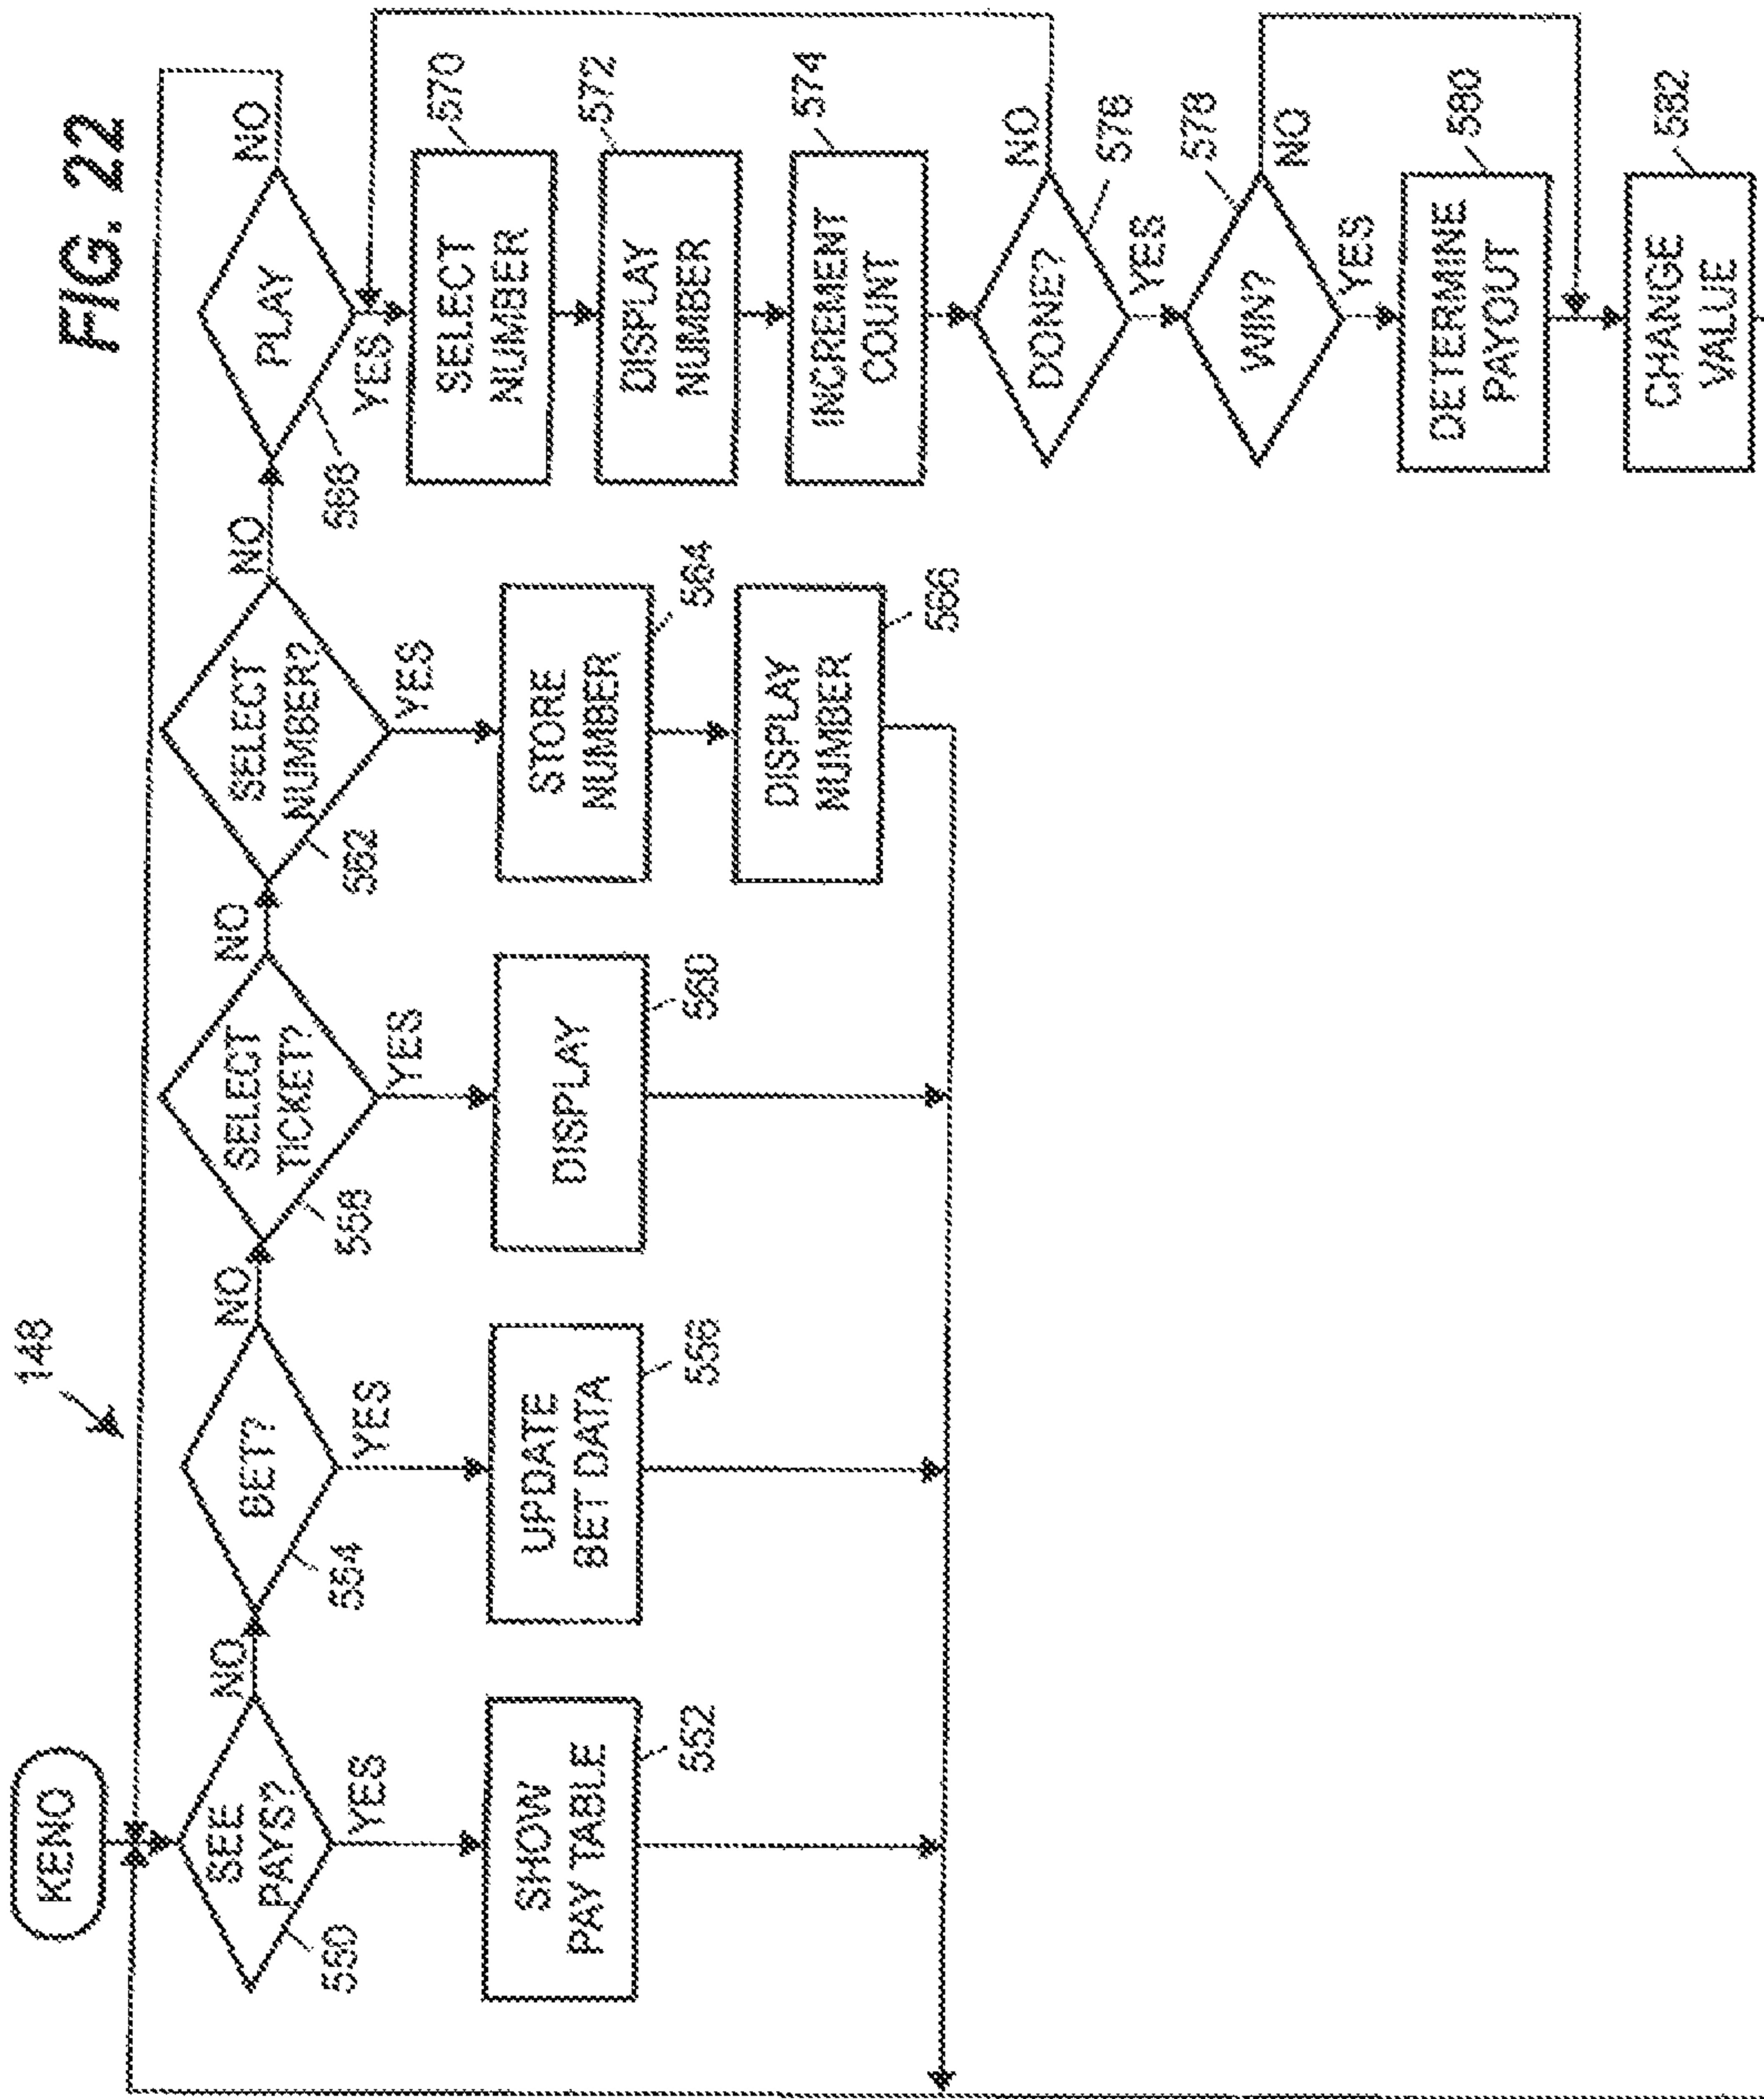 FIG. 22
148
KENO
SEE
PAYS?
550
NO
YES
SHOW
PAY TABLE
552
BET?
554
NO
YES
UPDATE
BET DATA
556
SELECT
TICKET?
558
NO
YES
DISPLAY
560
SELECT
NUMBER?
562
NO
YES
STORE
NUMBER
564
DISPLAY
NUMBER
566
PLAY
568
NO
YES
SELECT
NUMBER
570
DISPLAY
NUMBER
572
INCREMENT
COUNT
574
DONE?
576
NO
YES
WIN?
578
NO
YES
DETERMINE
PAYOUT
580
CHANGE
VALUE
582